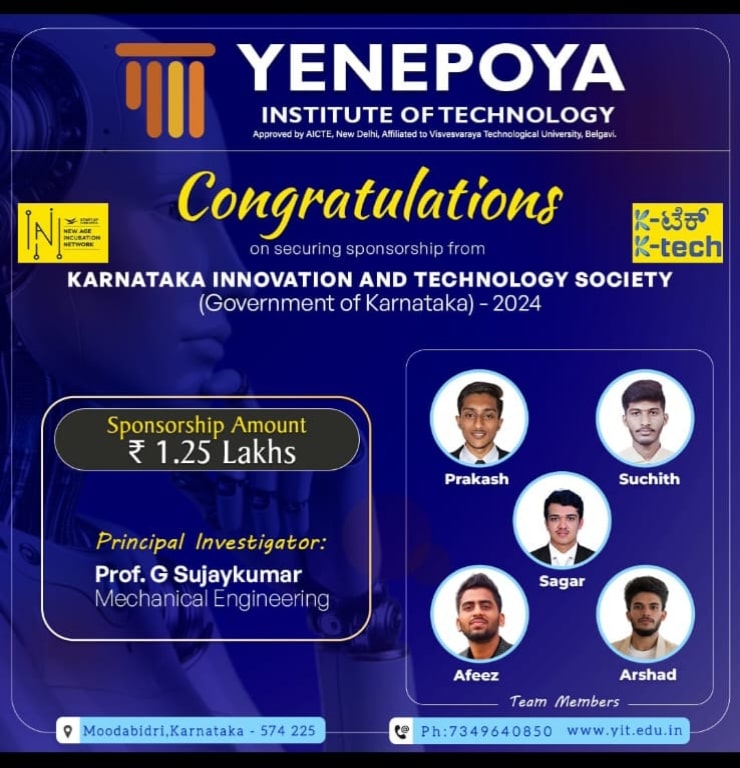 YENEPOYA
INSTITUTE OF TECHNOLOGY
Approved by AICTE, New Delhi, Affiliated to Visvesvaraya Technological University, Belgavi.
Congratulations
on securing sponsorship from
KARNATAKA INNOVATION AND TECHNOLOGY SOCIETY
(Government of Karnataka) - 2024
NEW AGE
INCUBATION
NETWORK
K-ಟೆಕ್
K-tech
Sponsorship Amount
₹ 1.25 Lakhs
Principal Investigator:
Prof. G Sujaykumar
Mechanical Engineering
Prakash
Suchith
Sagar
Afeez
Arshad
Team Members
Moodabidri,Karnataka - 574 225
Ph:7349640850 www.yit.edu.in